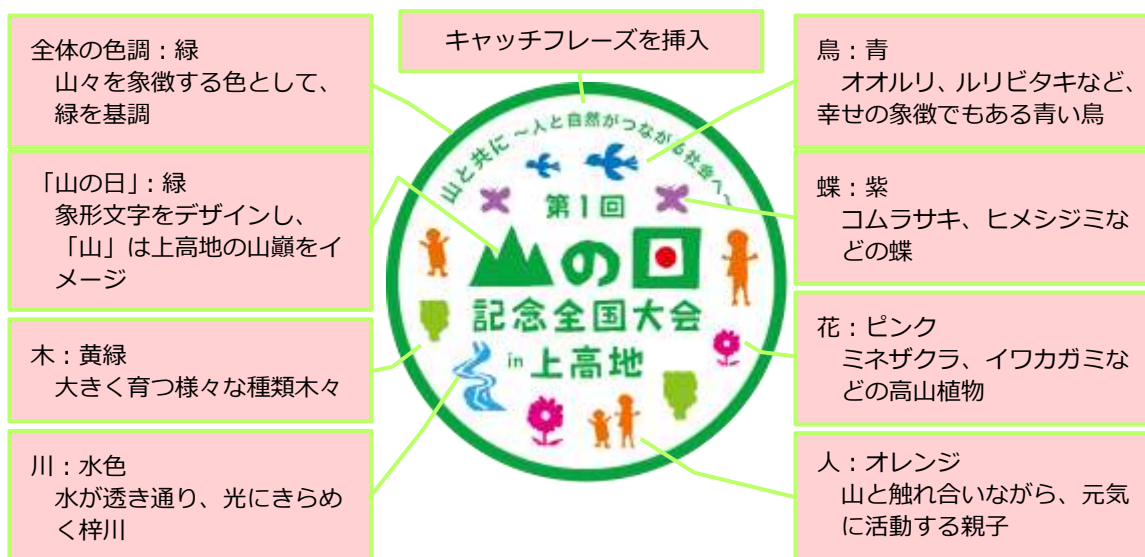 全体の色調：緑
山々を象徴する色として、
緑を基調
「山の日」：緑
象形文字をデザインし、
「山」は上高地の山巓をイ
メージ
木：黄緑
大きく育つ様々な種類木々
川：水色
水が透き通り、光にきらめ
く梓川
キャッチフレーズを挿入
山と共に ～人と自然がつながる社会へ～
第1回
山の日
記念全国大会
in 上高地
鳥：青
オオルリ、ルリビタキなど、
幸せの象徴でもある青い鳥
蝶：紫
コムラサキ、ヒメシジミな
どの蝶
花：ピンク
ミネザクラ、イワカガミな
どの高山植物
人：オレンジ
山と触れ合いながら、元気
に活動する親子